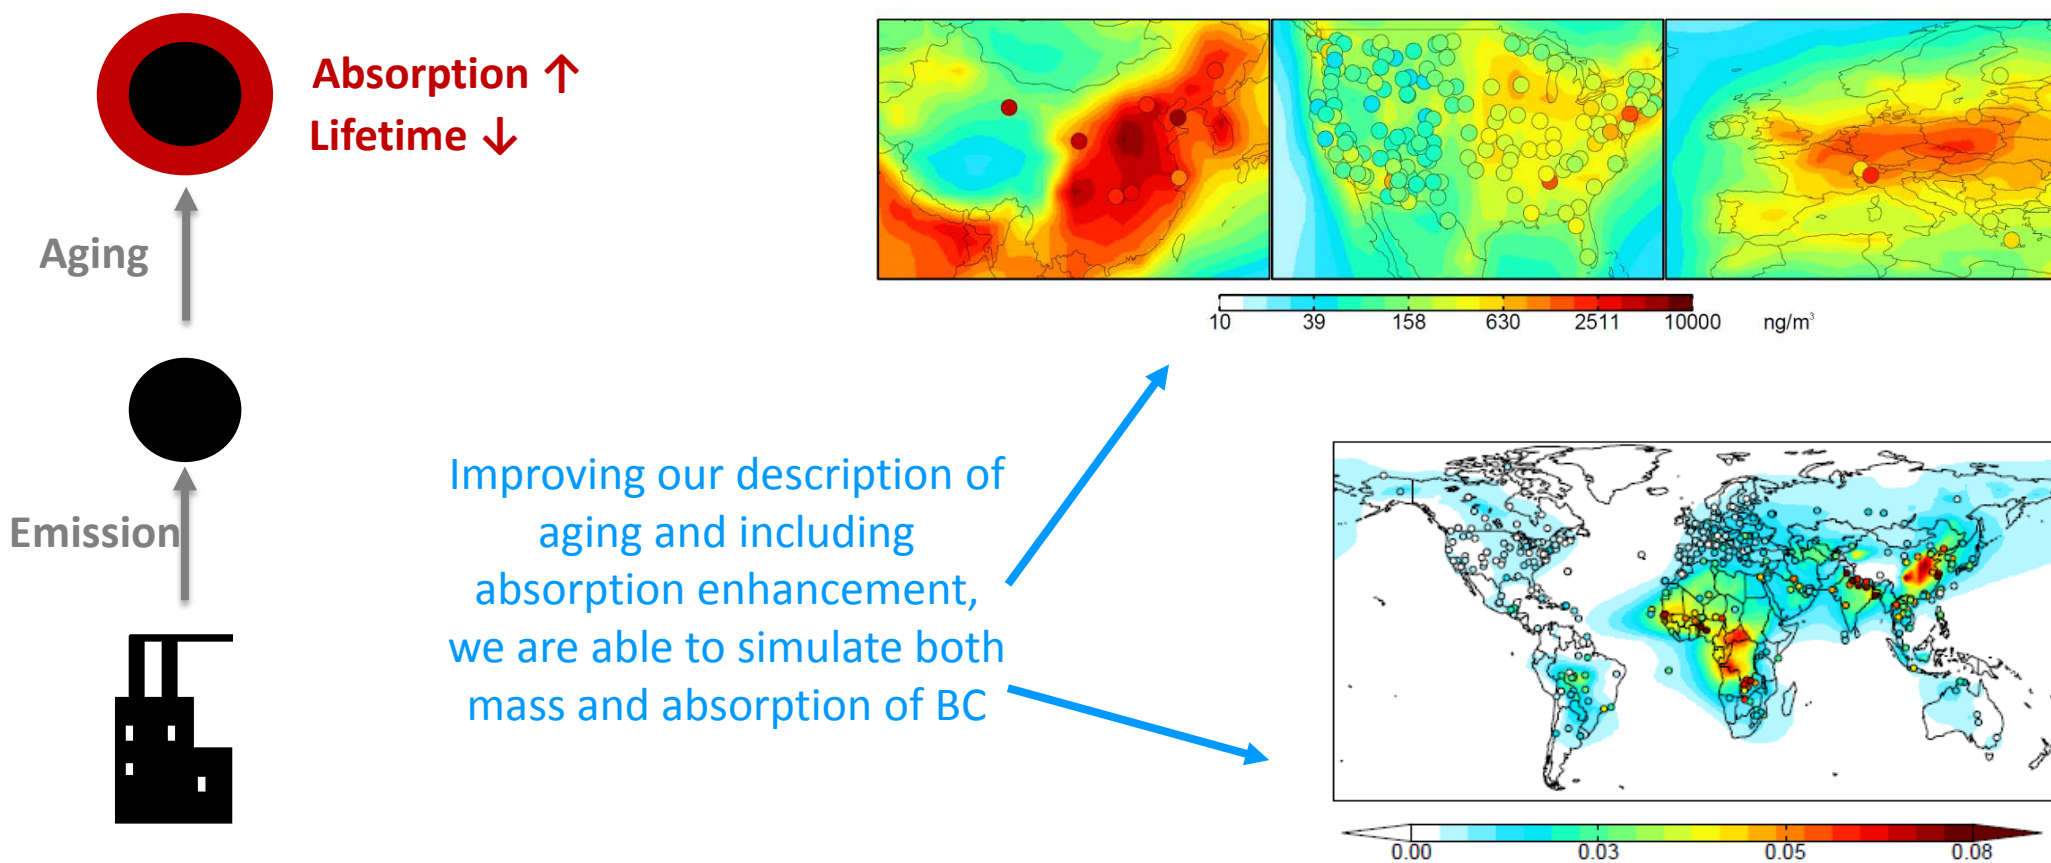 Absorption ↑
Lifetime ↓
Aging
Emission
Improving our description of
aging and including
absorption enhancement,
we are able to simulate both
mass and absorption of BC
10 39 158 630 2511 10000 ng/m³
0.00 0.03 0.05 0.08